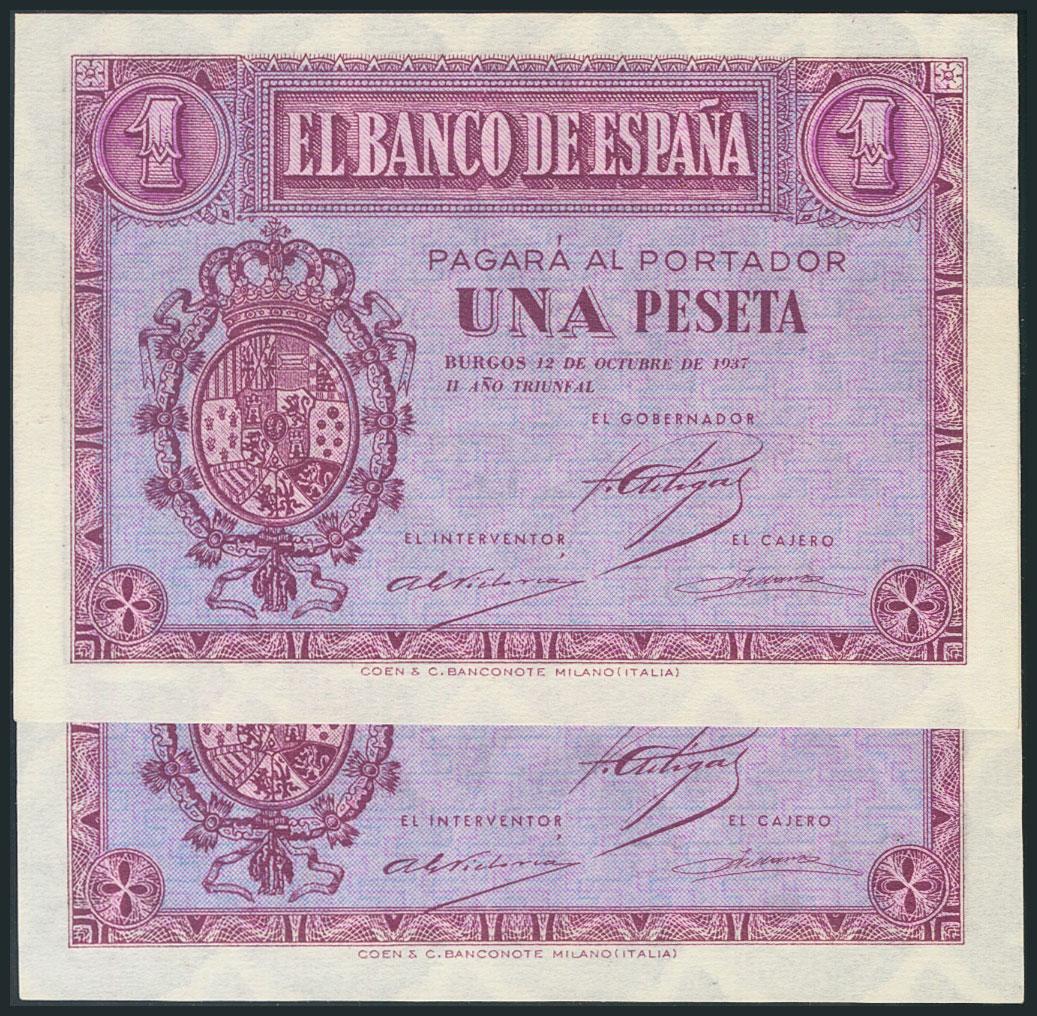 1 EL BANCO DE ESPAÑA 1
PAGARÁ AL PORTADOR
UNA PESETA
BURGOS 12 DE OCTUBRE DE 1937
II AÑO TRIUNFAL
EL GOBERNADOR
EL INTERVENTOR EL CAJERO
COEN & C. BANCONOTE MILANO (ITALIA)
EL INTERVENTOR EL CAJERO
COEN & C. BANCONOTE MILANO (ITALIA)